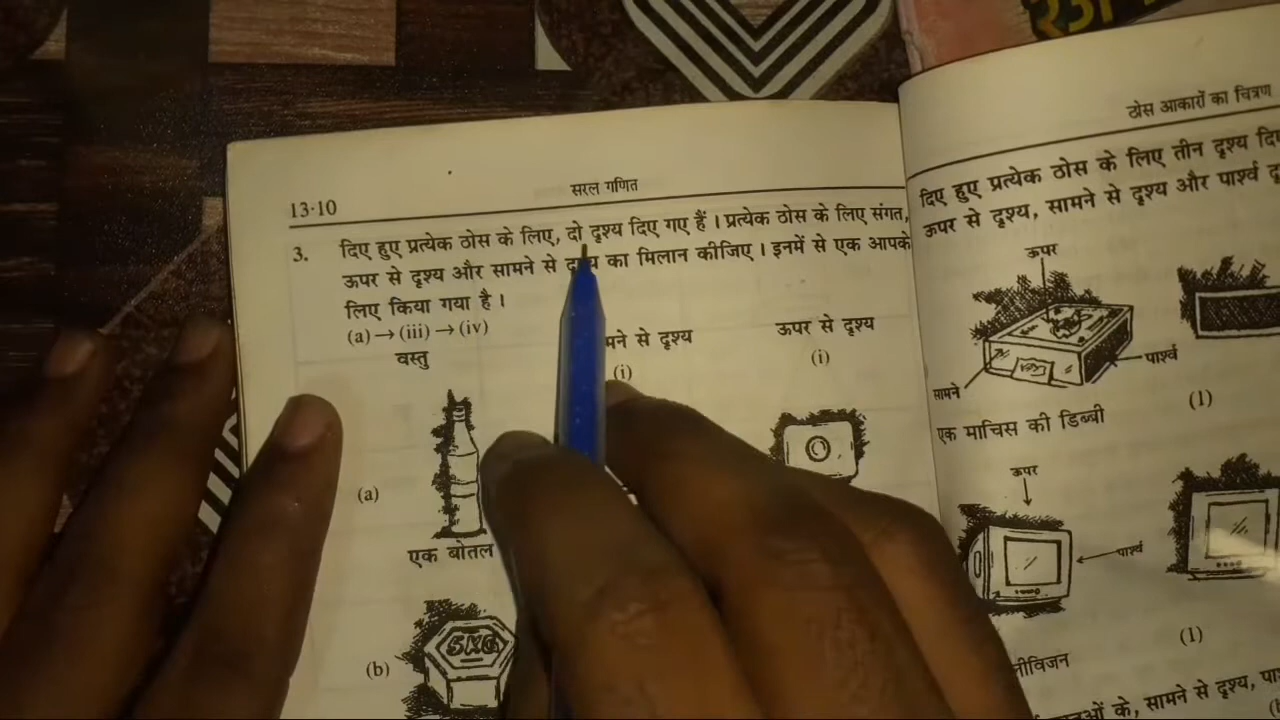 13·10
सरल गणित
3. दिए हुए प्रत्येक ठोस के लिए, दो दृश्य दिए गए हैं । प्रत्येक ठोस के लिए संगत,
ऊपर से दृश्य और सामने से का मिलान कीजिए । इनमें से एक आपके
लिए किया गया है ।
(a) → (iii) → (iv)
वस्तु
से दृश्य
ऊपर से दृश्य
(i)
(i)
(a)
एक बोतल
(b)
5KG
ठोस आकारों का चित्रण
दिए हुए प्रत्येक ठोस के लिए तीन दृश्य
ऊपर से दृश्य, सामने से दृश्य और पार्श्व
ऊपर
पार्श्व
सामने
(1)
एक माचिस की डिब्बी
ऊपर
पार्श्व
(1)
के, सामने से दृश्य,